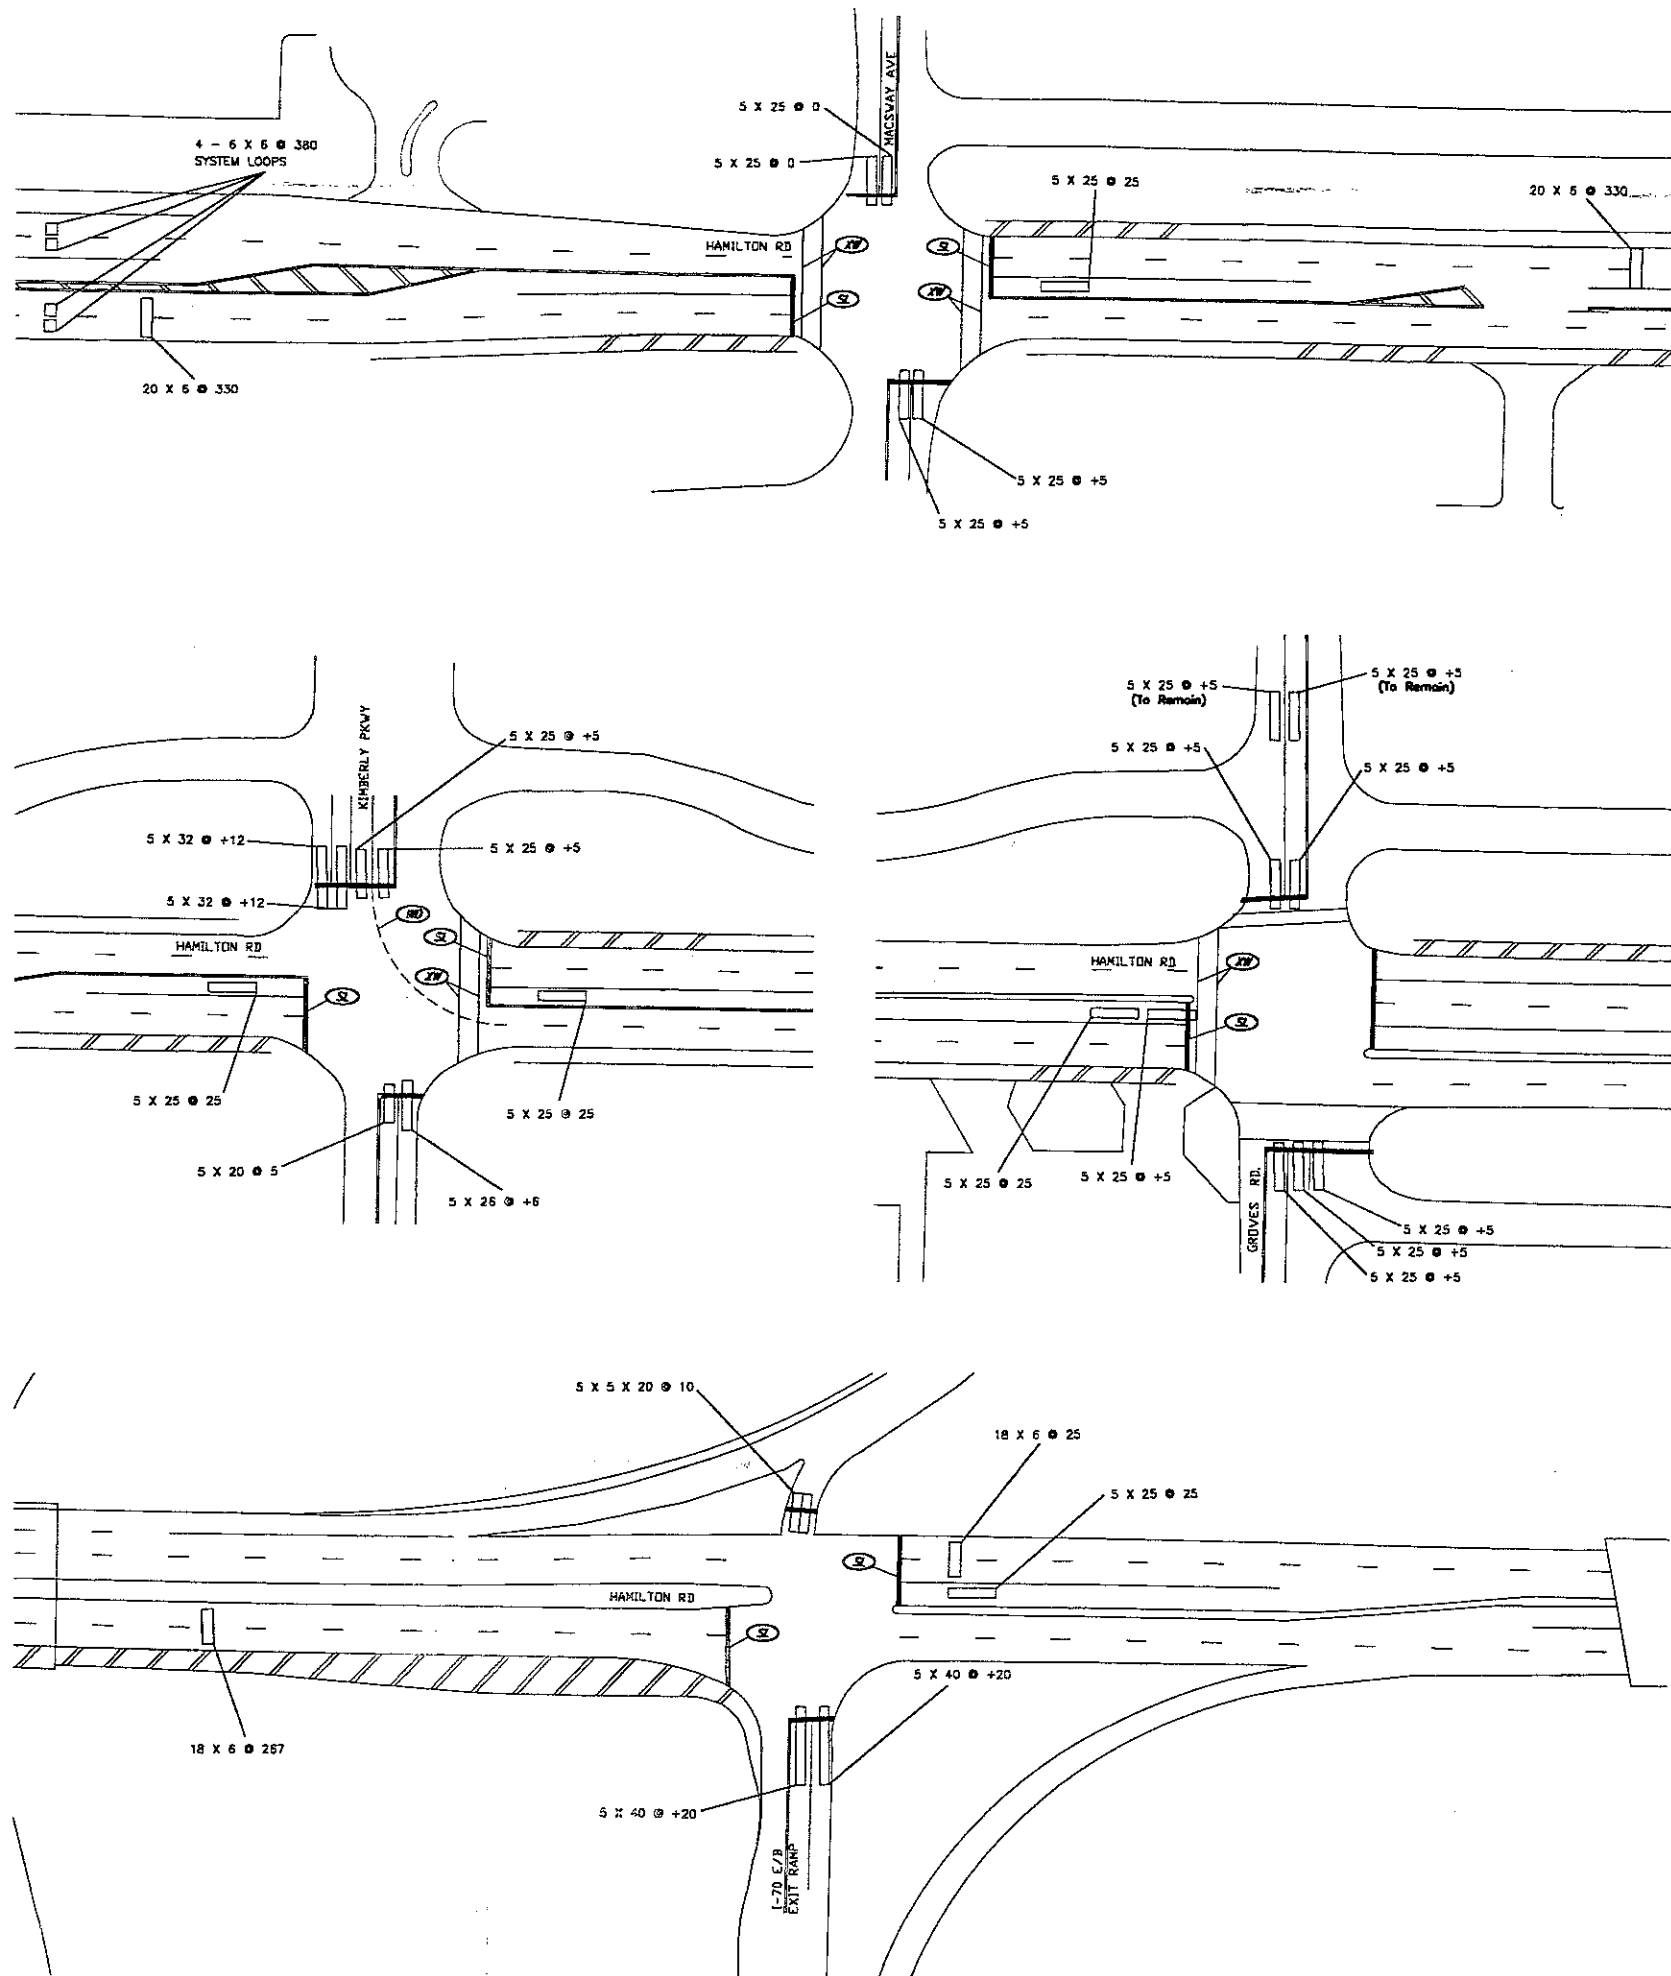 MACSWAY AVE
5 X 25 @ 0
4 - 6 X 6 @ 380
SYSTEM LOOPS
5 X 25 @ 0
5 X 25 @ 25
20 X 6 @ 330
HAMILTON RD
XW
SL
SL
XW
20 X 6 @ 330
5 X 25 @ +5
5 X 25 @ +5
5 X 25 @ +5
(To Remain)
5 X 25 @ +5
(To Remain)
KIMBERLY PKWY
5 X 25 @ +5
5 X 25 @ +5
5 X 25 @ +5
5 X 32 @ +12
5 X 25 @ +5
5 X 32 @ +12
SL
HAMILTON RD
XW
SL
HAMILTON RD
XW
SL
5 X 25 @ 25
5 X 25 @ 25
5 X 20 @ 5
5 X 26 @ +6
5 X 25 @ 25
5 X 25 @ +5
GROVES RD.
5 X 25 @ +5
5 X 25 @ +5
5 X 25 @ +5
5 X 5 X 20 @ 10
18 X 6 @ 25
5 X 25 @ 25
SL
HAMILTON RD
SL
5 X 40 @ +20
18 X 6 @ 267
5 X 40 @ +20
I-70 E/B
EXIT RAMP